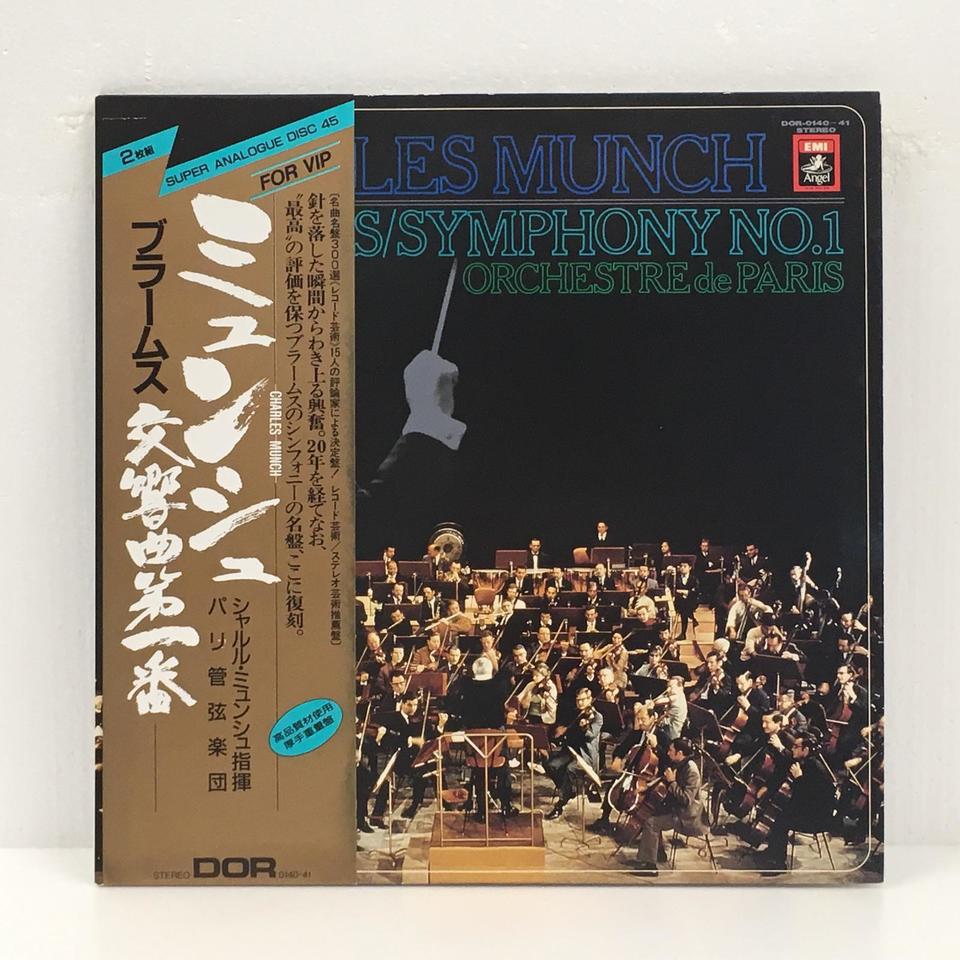 2枚組
SUPER ANALOGUE DISC 45
FOR VIP
〔名曲名盤300選(レコード芸術)15人の評論家による決定盤! レコード芸術/ステレオ芸術推薦盤〕
針を落した瞬間からわき上る興奮。20年を経てなお、
“最高”の評価を保つブラームスのシンフォニーの名盤、ここに復刻。
ミュンシュ
CHARLES MUNCH
ブラームス
交響曲第一番
シャルル・ミュンシュ指揮
パリ管弦楽団
高品質材使用
厚手重量盤
STEREO DOR 0140-41
DOR-0140~41
STEREO
EMI
Angel
LES MUNCH
S/SYMPHONY NO.1
ORCHESTRE de PARIS